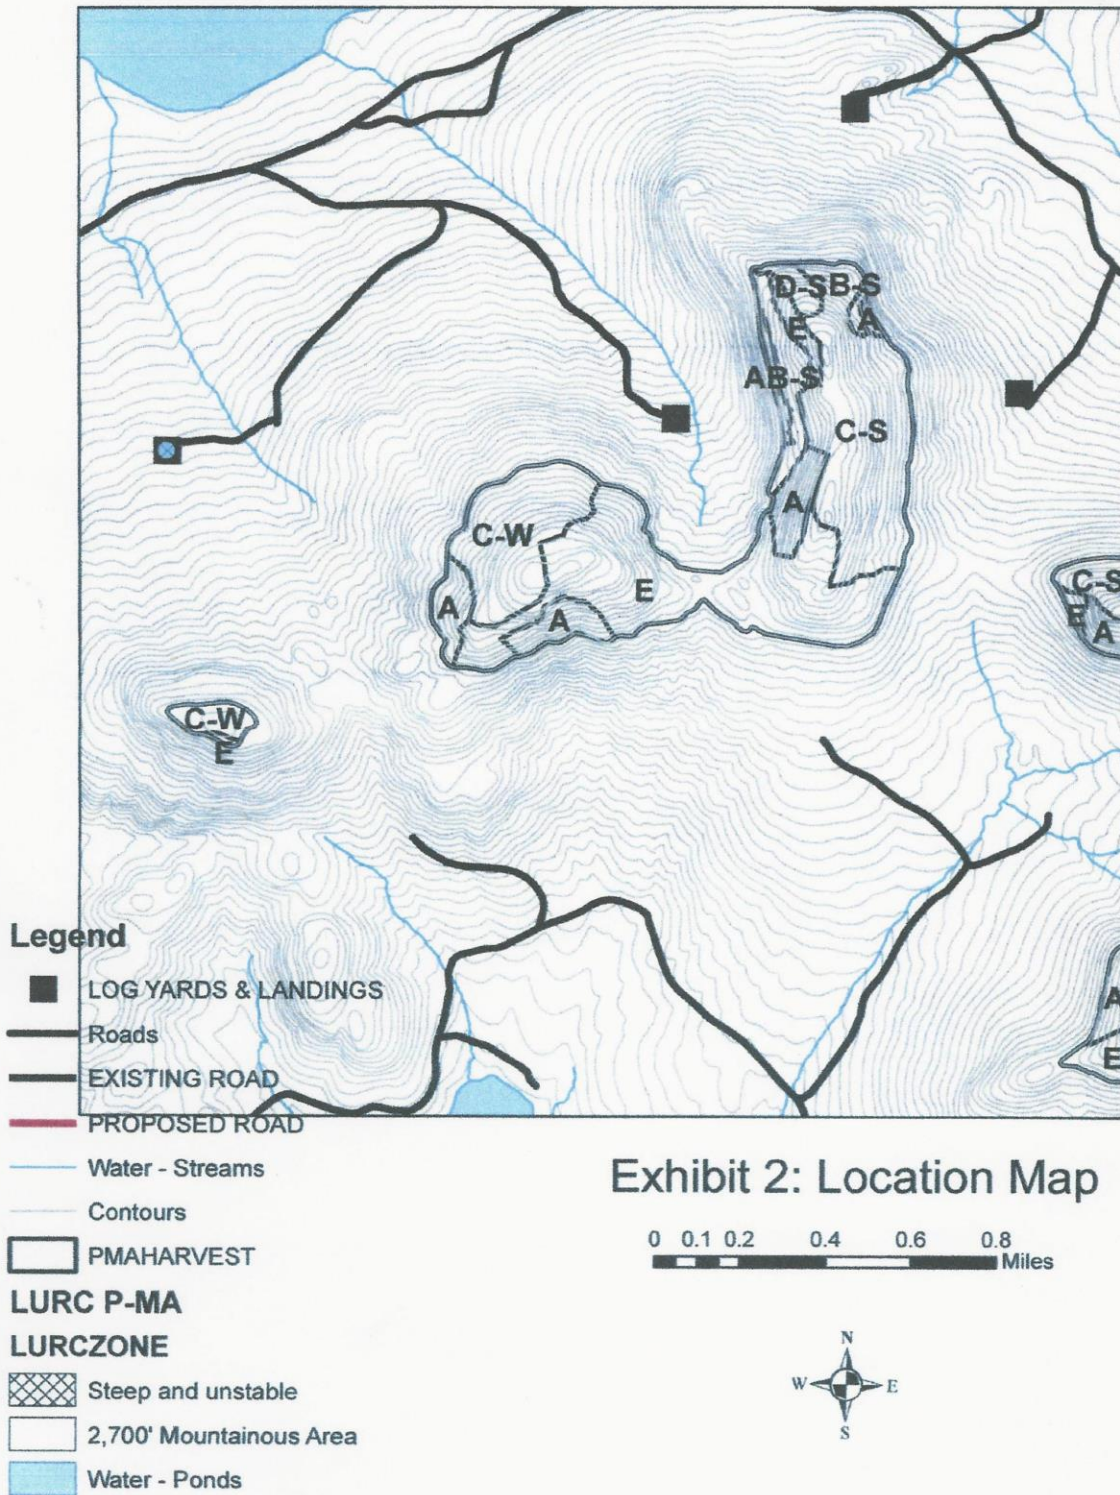 D-S B-S
E A
AB-S
C-S
A
C-W
E
A A
C-S
E A
C-W
E
A
E
Legend
LOG YARDS & LANDINGS
Roads
EXISTING ROAD
PROPOSED ROAD
Water - Streams
Contours
PMAHARVEST
LURC P-MA
LURCZONE
Steep and unstable
2,700' Mountainous Area
Water - Ponds
Exhibit 2: Location Map
0 0.1 0.2 0.4 0.6 0.8
Miles
N
W E
S